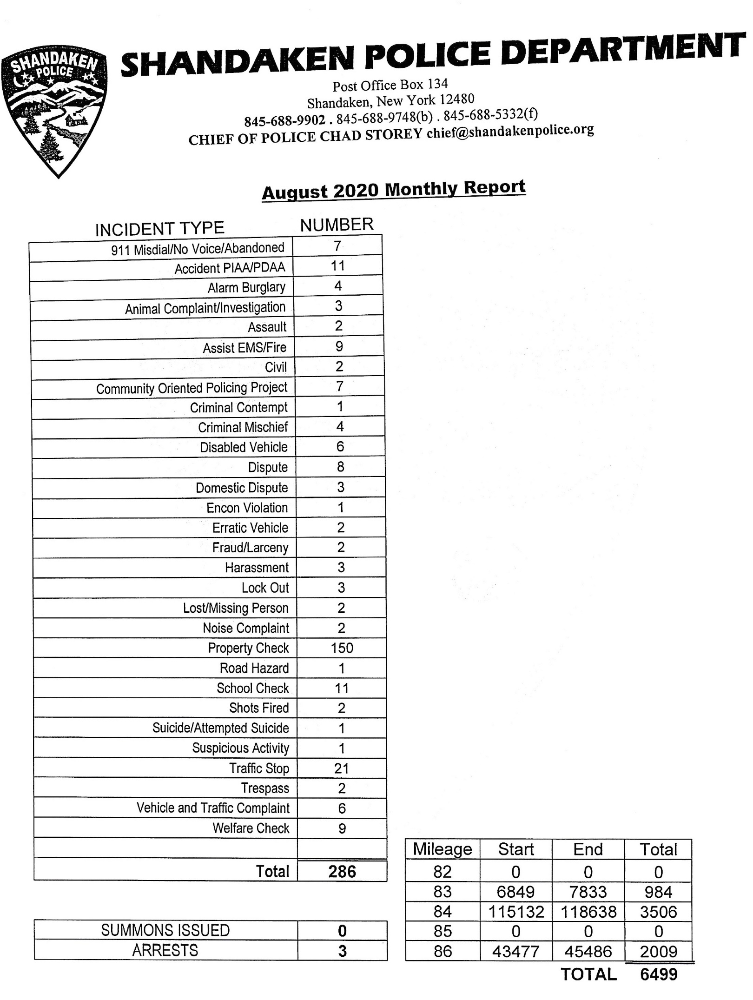 SHANDAKEN
POLICE
SHANDAKEN POLICE DEPARTMENT
Post Office Box 134
Shandaken, New York 12480
845-688-9902 . 845-688-9748(b) . 845-688-5332(f)
CHIEF OF POLICE CHAD STOREY chief@shandakenpolice.org
August 2020 Monthly Report
INCIDENT TYPE NUMBER
911 Misdial/No Voice/Abandoned 7
Accident PIAA/PDAA 11
Alarm Burglary 4
Animal Complaint/Investigation 3
Assault 2
Assist EMS/Fire 9
Civil 2
Community Oriented Policing Project 7
Criminal Contempt 1
Criminal Mischief 4
Disabled Vehicle 6
Dispute 8
Domestic Dispute 3
Encon Violation 1
Erratic Vehicle 2
Fraud/Larceny 2
Harassment 3
Lock Out 3
Lost/Missing Person 2
Noise Complaint 2
Property Check 150
Road Hazard 1
School Check 11
Shots Fired 2
Suicide/Attempted Suicide 1
Suspicious Activity 1
Traffic Stop 21
Trespass 2
Vehicle and Traffic Complaint 6
Welfare Check 9
Total 286
SUMMONS ISSUED 0
ARRESTS 3
Mileage Start End Total
82 0 0 0
83 6849 7833 984
84 115132 118638 3506
85 0 0 0
86 43477 45486 2009
TOTAL 6499